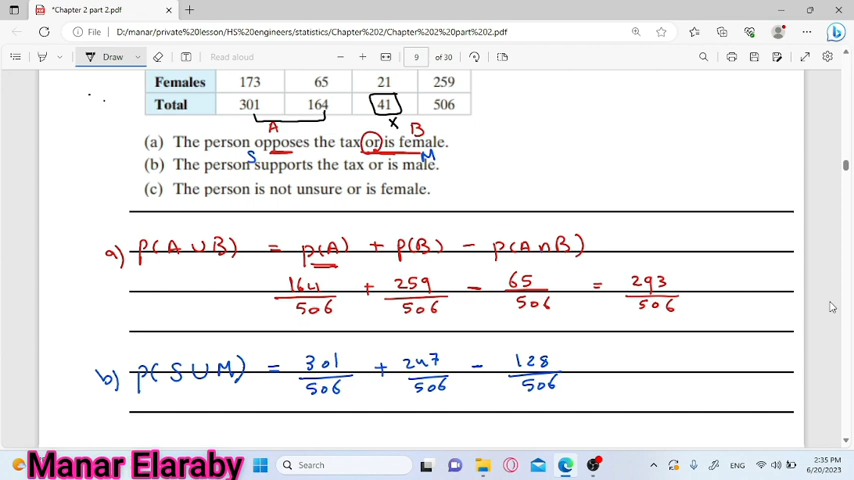 *Chapter 2 part 2.pdf
File
D:/manar/private%20lesson/HS%20engineers/statistics/Chapter%202/Chapter%202%20part%202.pdf
Draw
Read aloud
9 of 30
Females 173 65 21 259
Total 301 164 41 506
A X B
(a) The person opposes the tax or is female.
S M
(b) The person supports the tax or is male.
(c) The person is not unsure or is female.
a) P(A ∪ B) = P(A) + P(B) - P(A∩B)
164/506 + 259/506 - 65/506 = 293/506
b) P(S ∪ M) = 301/506 + 247/506 - 128/506
Manar Elaraby
Search
ENG
2:35 PM
6/20/2023